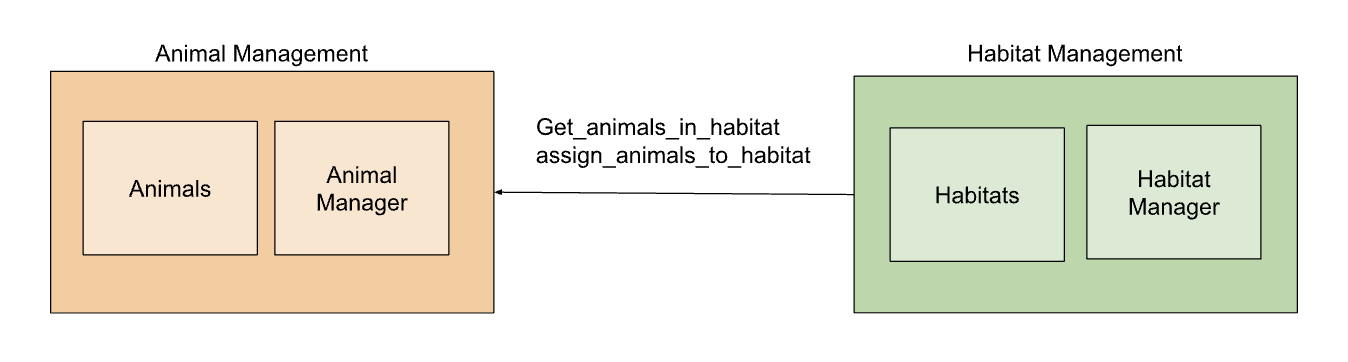 Animal Management
Habitat Management
Get_animals_in_habitat
assign_animals_to_habitat
Animals
Animal
Manager
Habitats
Habitat
Manager